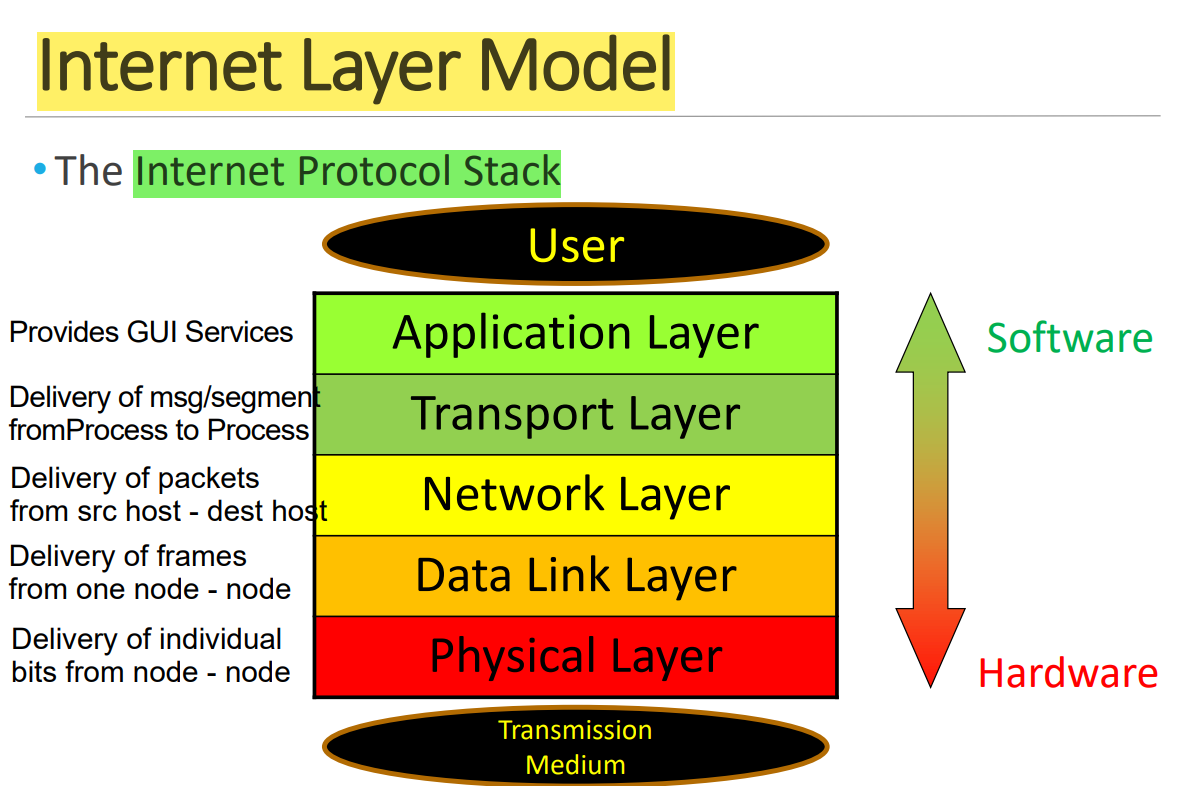 Internet Layer Model
• The Internet Protocol Stack
User
Provides GUI Services
Application Layer
Software
Delivery of msg/segment
fromProcess to Process
Transport Layer
Delivery of packets
from src host - dest host
Network Layer
Delivery of frames
from one node - node
Data Link Layer
Delivery of individual
bits from node - node
Physical Layer
Hardware
Transmission
Medium